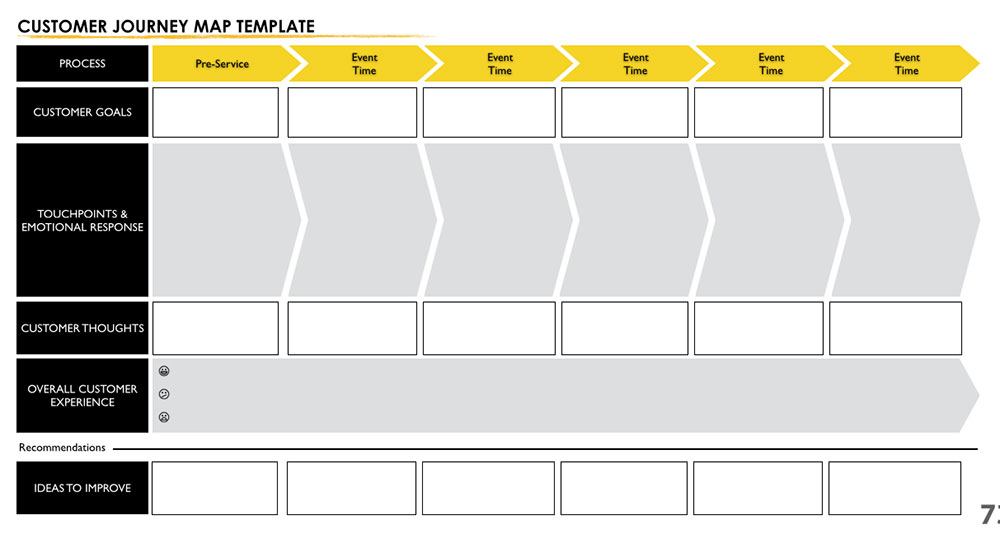 CUSTOMER JOURNEY MAP TEMPLATE
PROCESS
Pre-Service
Event
Time
Event
Time
Event
Time
Event
Time
Event
Time
CUSTOMER GOALS
TOUCHPOINTS &
EMOTIONAL RESPONSE
CUSTOMER THOUGHTS
OVERALL CUSTOMER
EXPERIENCE
Recommendations
IDEAS TO IMPROVE